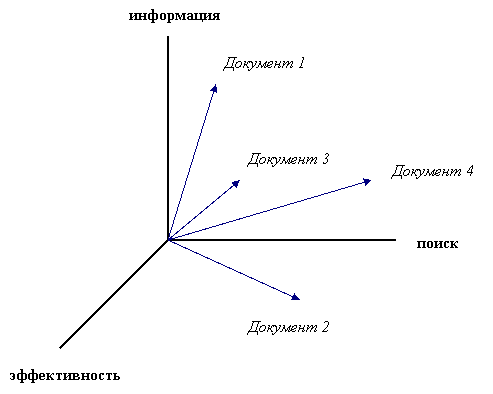 информация
Документ 1
Документ 3
Документ 4
поиск
Документ 2
эффективность